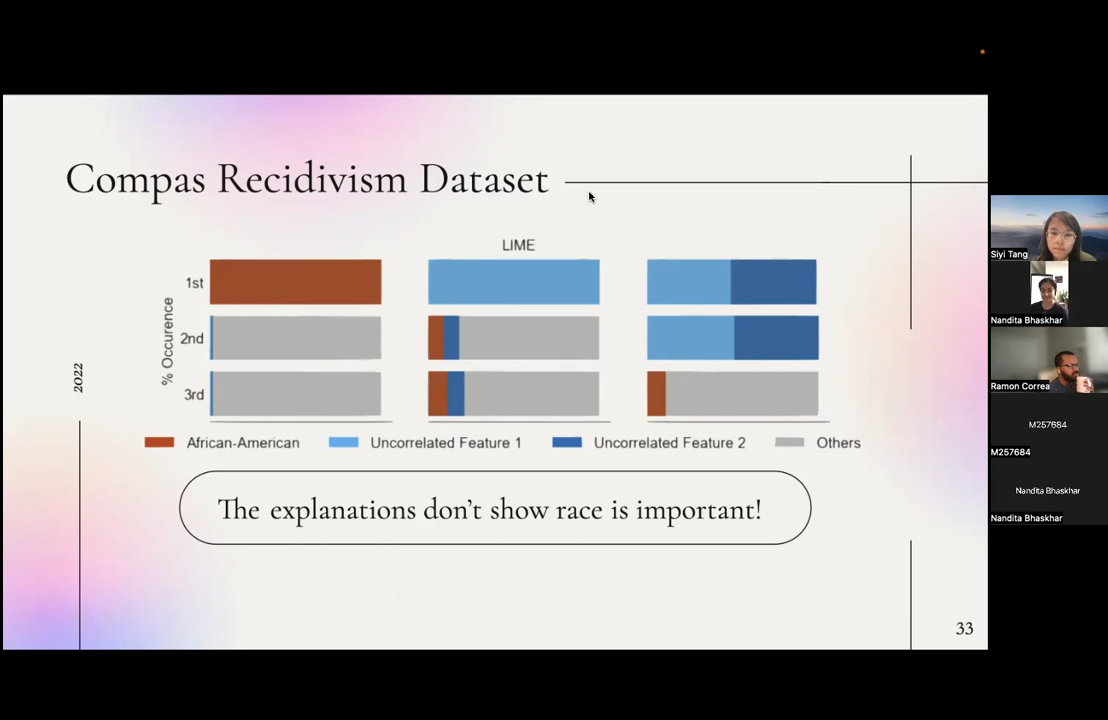 Compas Recidivism Dataset
LIME
1st
2nd
3rd
% Occurence
2022
African-American
Uncorrelated Feature 1
Uncorrelated Feature 2
Others
The explanations don't show race is important!
33
Siyi Tang
Nandita Bhaskhar
Ramon Correa
M257684
M257684
Nandita Bhaskhar
Nandita Bhaskhar